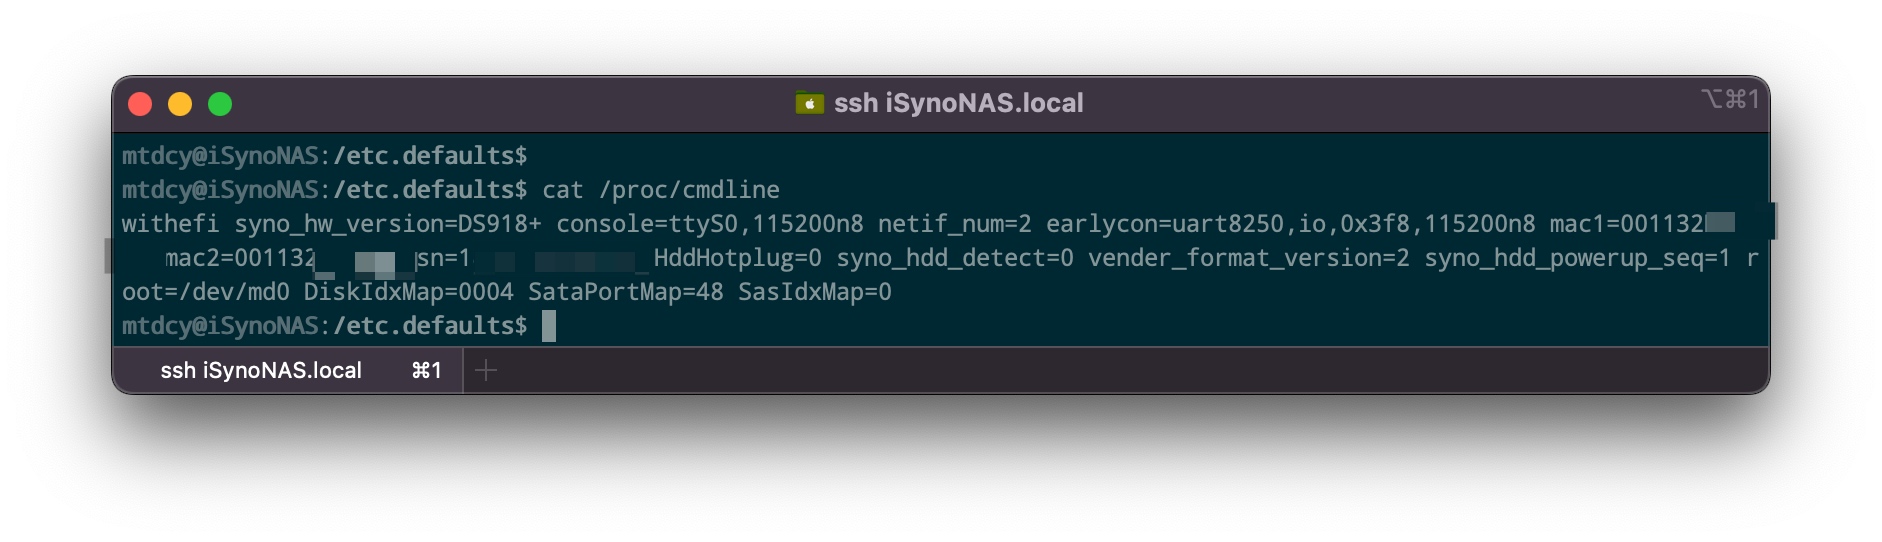 ssh iSynoNAS.local
⌥⌘1
mtdcy@iSynoNAS:/etc.defaults$
mtdcy@iSynoNAS:/etc.defaults$ cat /proc/cmdline
withefi syno_hw_version=DS918+ console=ttyS0,115200n8 netif_num=2 earlycon=uart8250,io,0x3f8,115200n8 mac1=001132
mac2=001132 sn=1 HddHotplug=0 syno_hdd_detect=0 vender_format_version=2 syno_hdd_powerup_seq=1 r
oot=/dev/md0 DiskIdxMap=0004 SataPortMap=48 SasIdxMap=0
mtdcy@iSynoNAS:/etc.defaults$
ssh iSynoNAS.local ⌘1